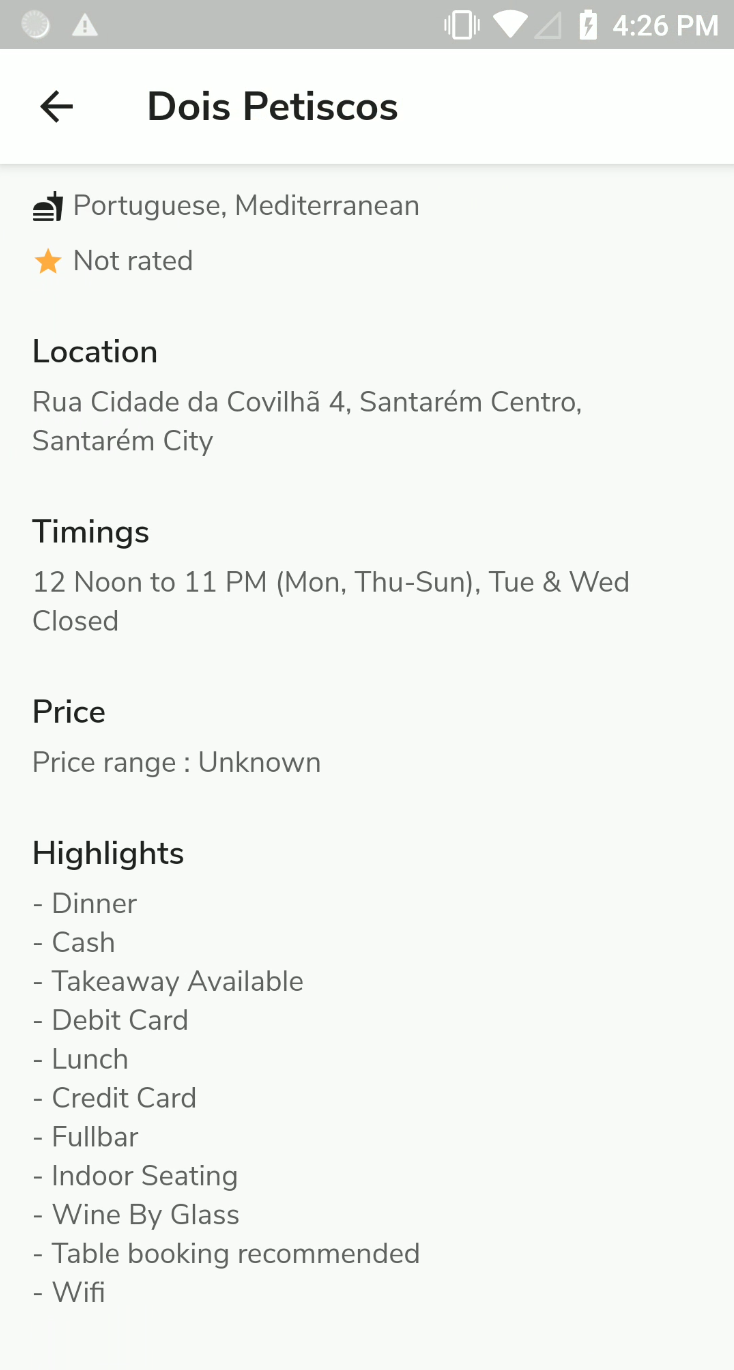 4:26 PM
Dois Petiscos
Portuguese, Mediterranean
Not rated
Location
Rua Cidade da Covilhã 4, Santarém Centro,
Santarém City
Timings
12 Noon to 11 PM (Mon, Thu-Sun), Tue & Wed
Closed
Price
Price range : Unknown
Highlights
- Dinner
- Cash
- Takeaway Available
- Debit Card
- Lunch
- Credit Card
- Fullbar
- Indoor Seating
- Wine By Glass
- Table booking recommended
- Wifi